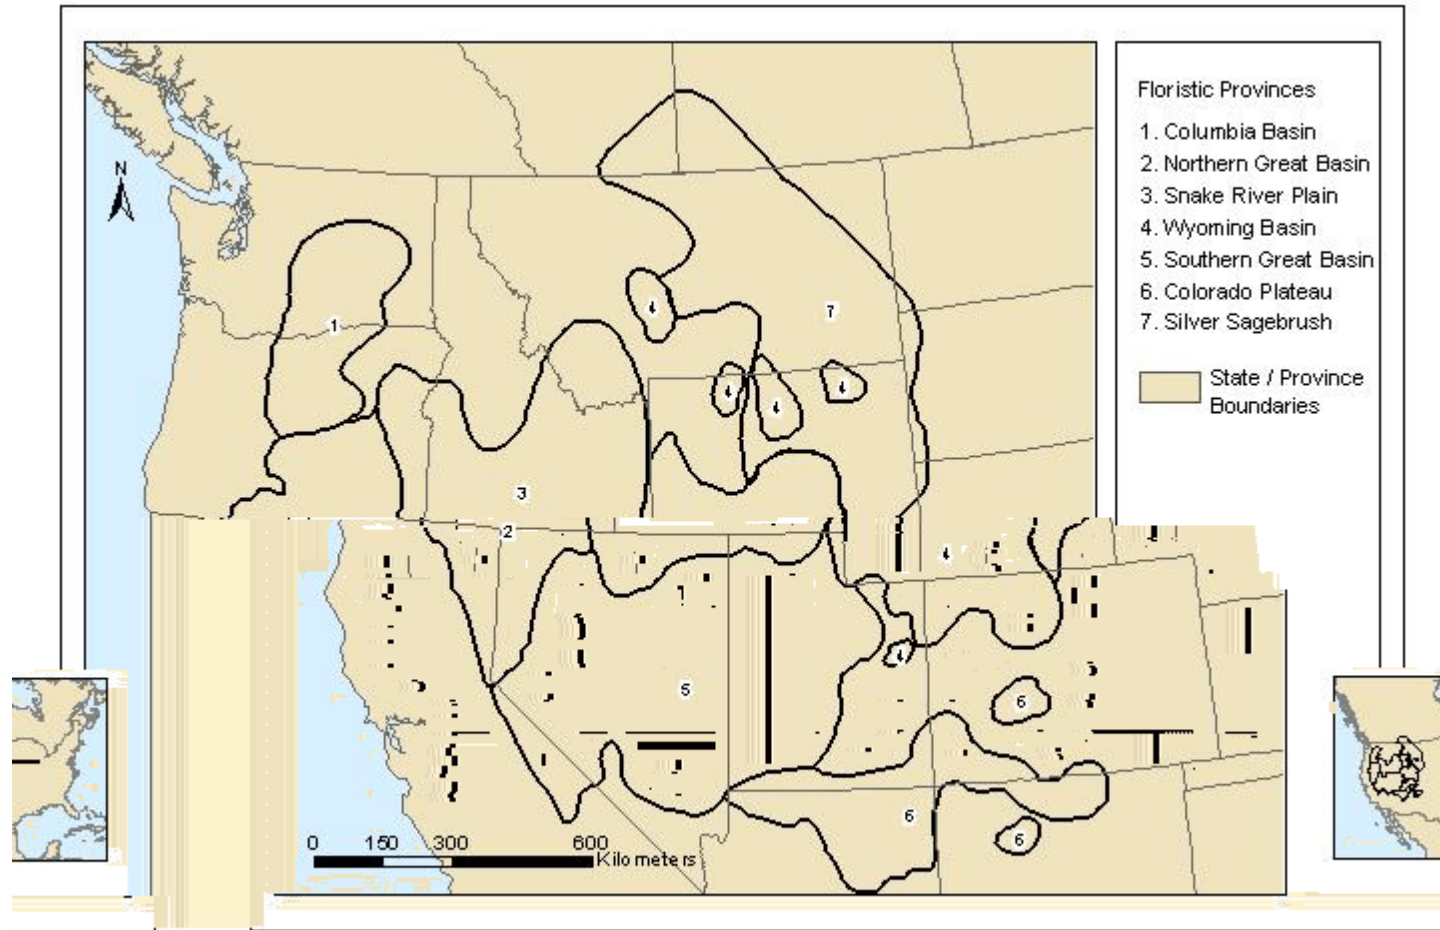 Floristic Provinces
1. Columbia Basin
2. Northern Great Basin
3. Snake River Plain
4. Wyoming Basin
5. Southern Great Basin
6. Colorado Plateau
7. Silver Sagebrush
State / Province
Boundaries
N
4
7
1
4
4
4
3
2
4
4
5
6
6
6
0 150 300 600
Kilometers